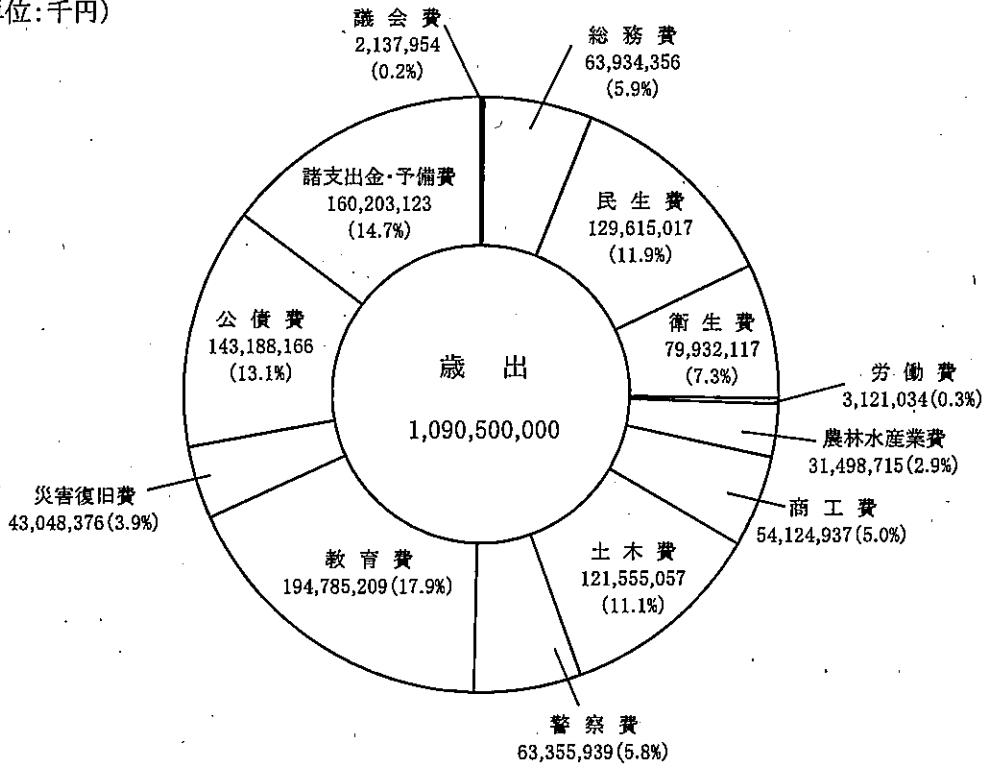 位:千円)
議会費
2,137,954
(0.2%)
総務費
63,934,356
(5.9%)
民生費
129,615,017
(11.9%)
衛生費
79,932,117
(7.3%)
労働費
3,121,034(0.3%)
農林水産業費
31,498,715(2.9%)
商工費
54,124,937(5.0%)
土木費
121,555,057
(11.1%)
警察費
63,355,939(5.8%)
教育費
194,785,209(17.9%)
災害復旧費
43,048,376(3.9%)
公債費
143,188,166
(13.1%)
諸支出金・予備費
160,203,123
(14.7%)
歳出
1,090,500,000